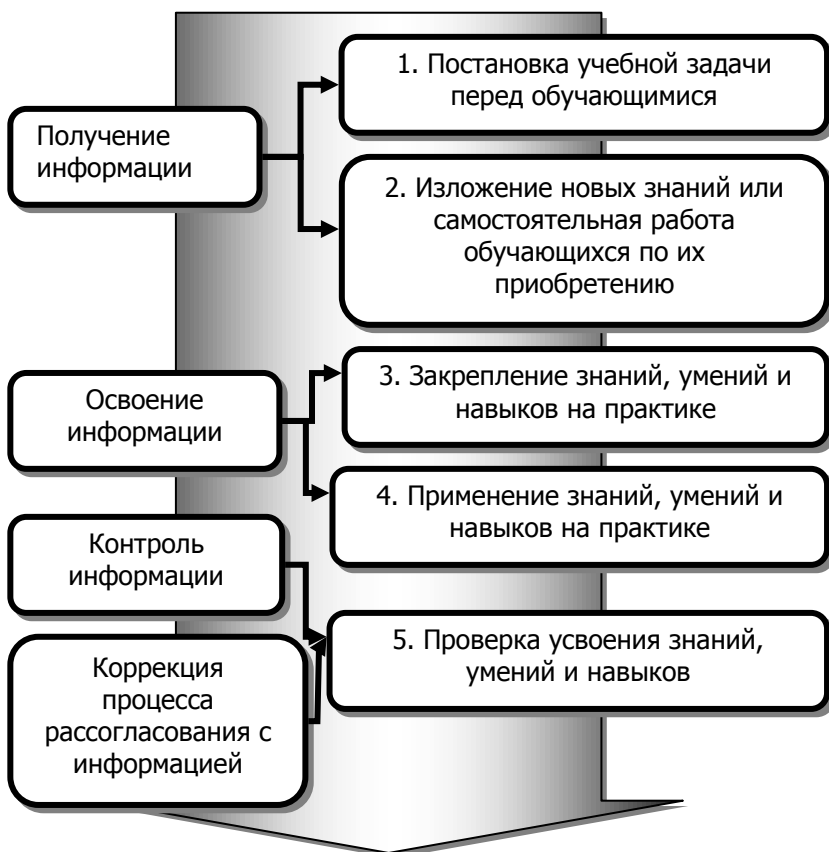 Получение
информации
1. Постановка учебной задачи
перед обучающимися
2. Изложение новых знаний или
самостоятельная работа
обучающихся по их
приобретению
Освоение
информации
3. Закрепление знаний, умений и
навыков на практике
4. Применение знаний, умений и
навыков на практике
Контроль
информации
Коррекция
процесса
рассогласования с
информацией
5. Проверка усвоения знаний,
умений и навыков